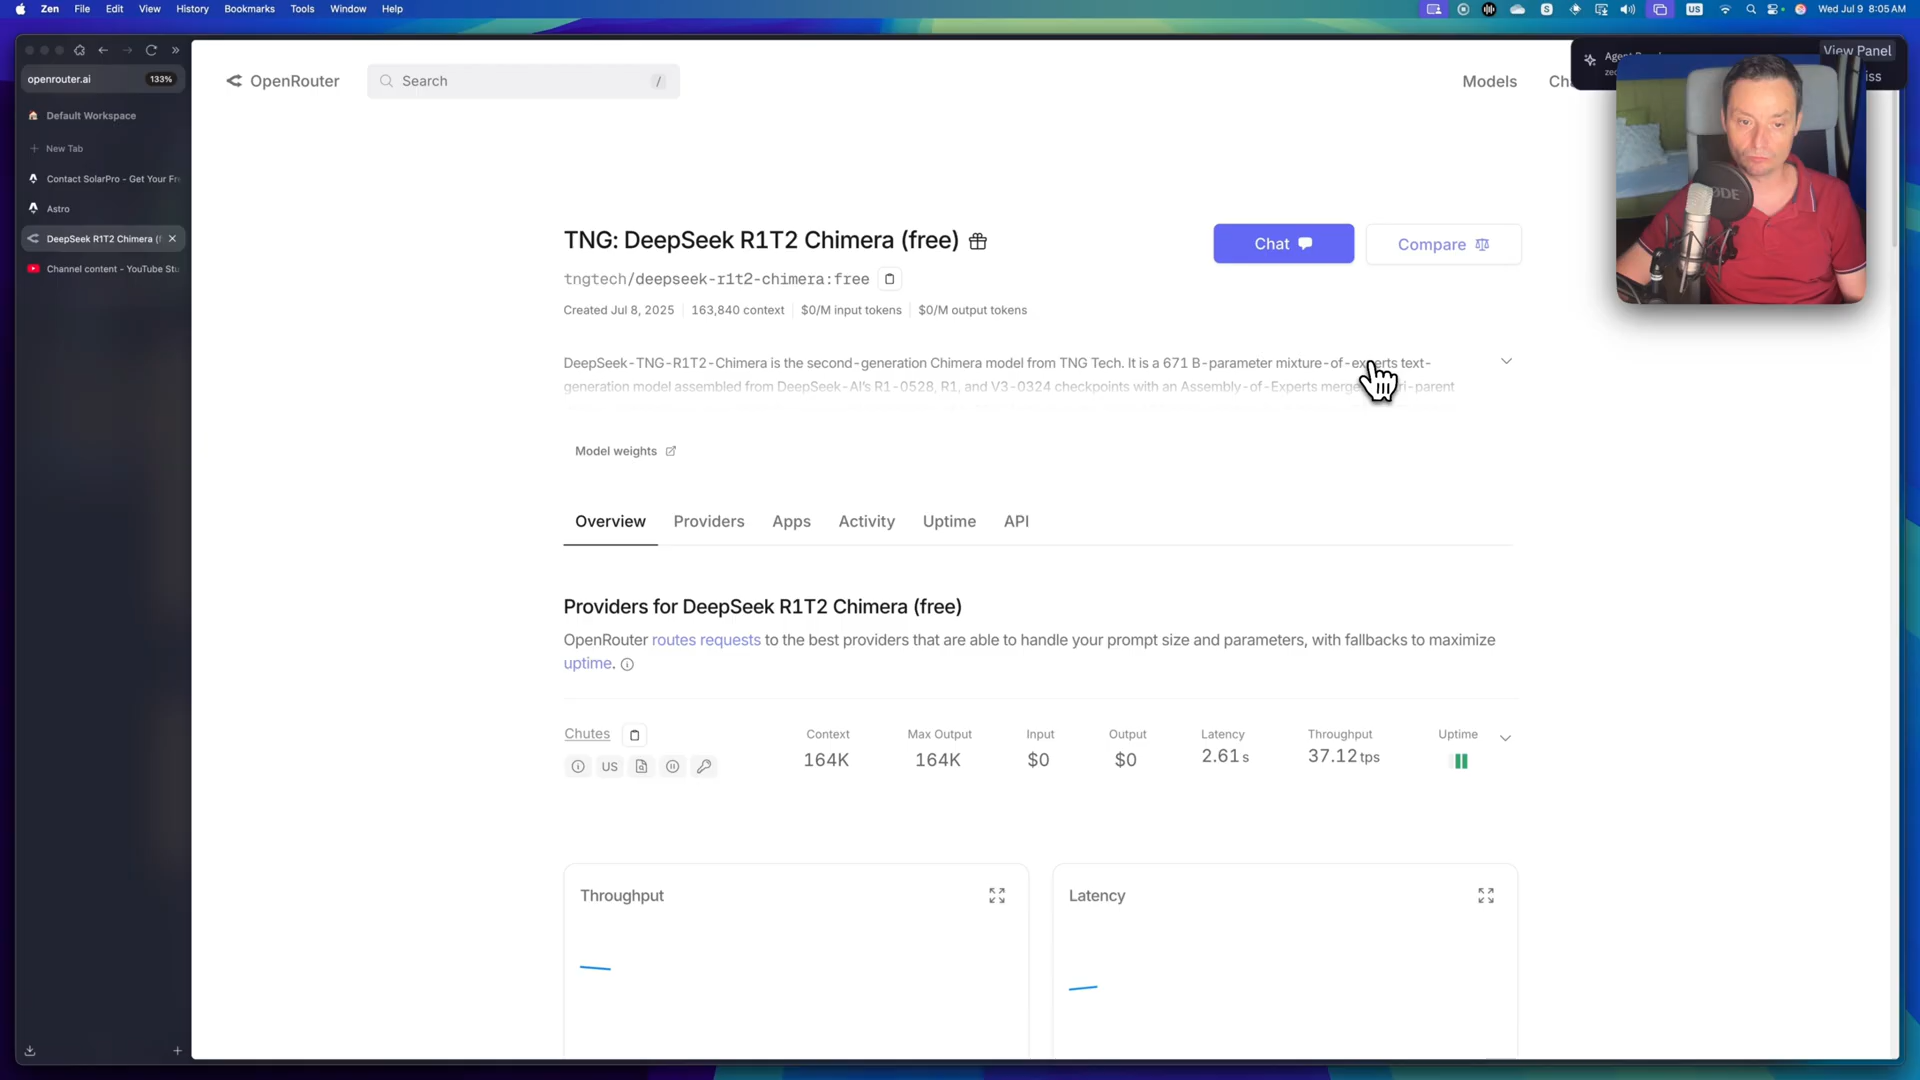 Zen File Edit View History Bookmarks Tools Window Help
US
Wed Jul 9 8:05 AM
openrouter.ai 133%
Default Workspace
New Tab
Contact SolarPro - Get Your Fr
Astro
DeepSeek R1T2 Chimera (f
Channel content - YouTube Stu
OpenRouter
Search /
Models
View Panel
TNG: DeepSeek R1T2 Chimera (free)
Chat
Compare
tngtech/deepseek-r1t2-chimera:free
Created Jul 8, 2025 163,840 context $0/M input tokens $0/M output tokens
DeepSeek-TNG-R1T2-Chimera is the second-generation Chimera model from TNG Tech. It is a 671 B-parameter mixture-of-experts text-
generation model assembled from DeepSeek-AI's R1-0528, R1, and V3-0324 checkpoints with an Assembly-of-Experts merge parent
Model weights
Overview Providers Apps Activity Uptime API
Providers for DeepSeek R1T2 Chimera (free)
OpenRouter routes requests to the best providers that are able to handle your prompt size and parameters, with fallbacks to maximize
uptime.
Chutes
US
Context
164K
Max Output
164K
Input
$0
Output
$0
Latency
2.61s
Throughput
37.12tps
Uptime
Throughput
Latency